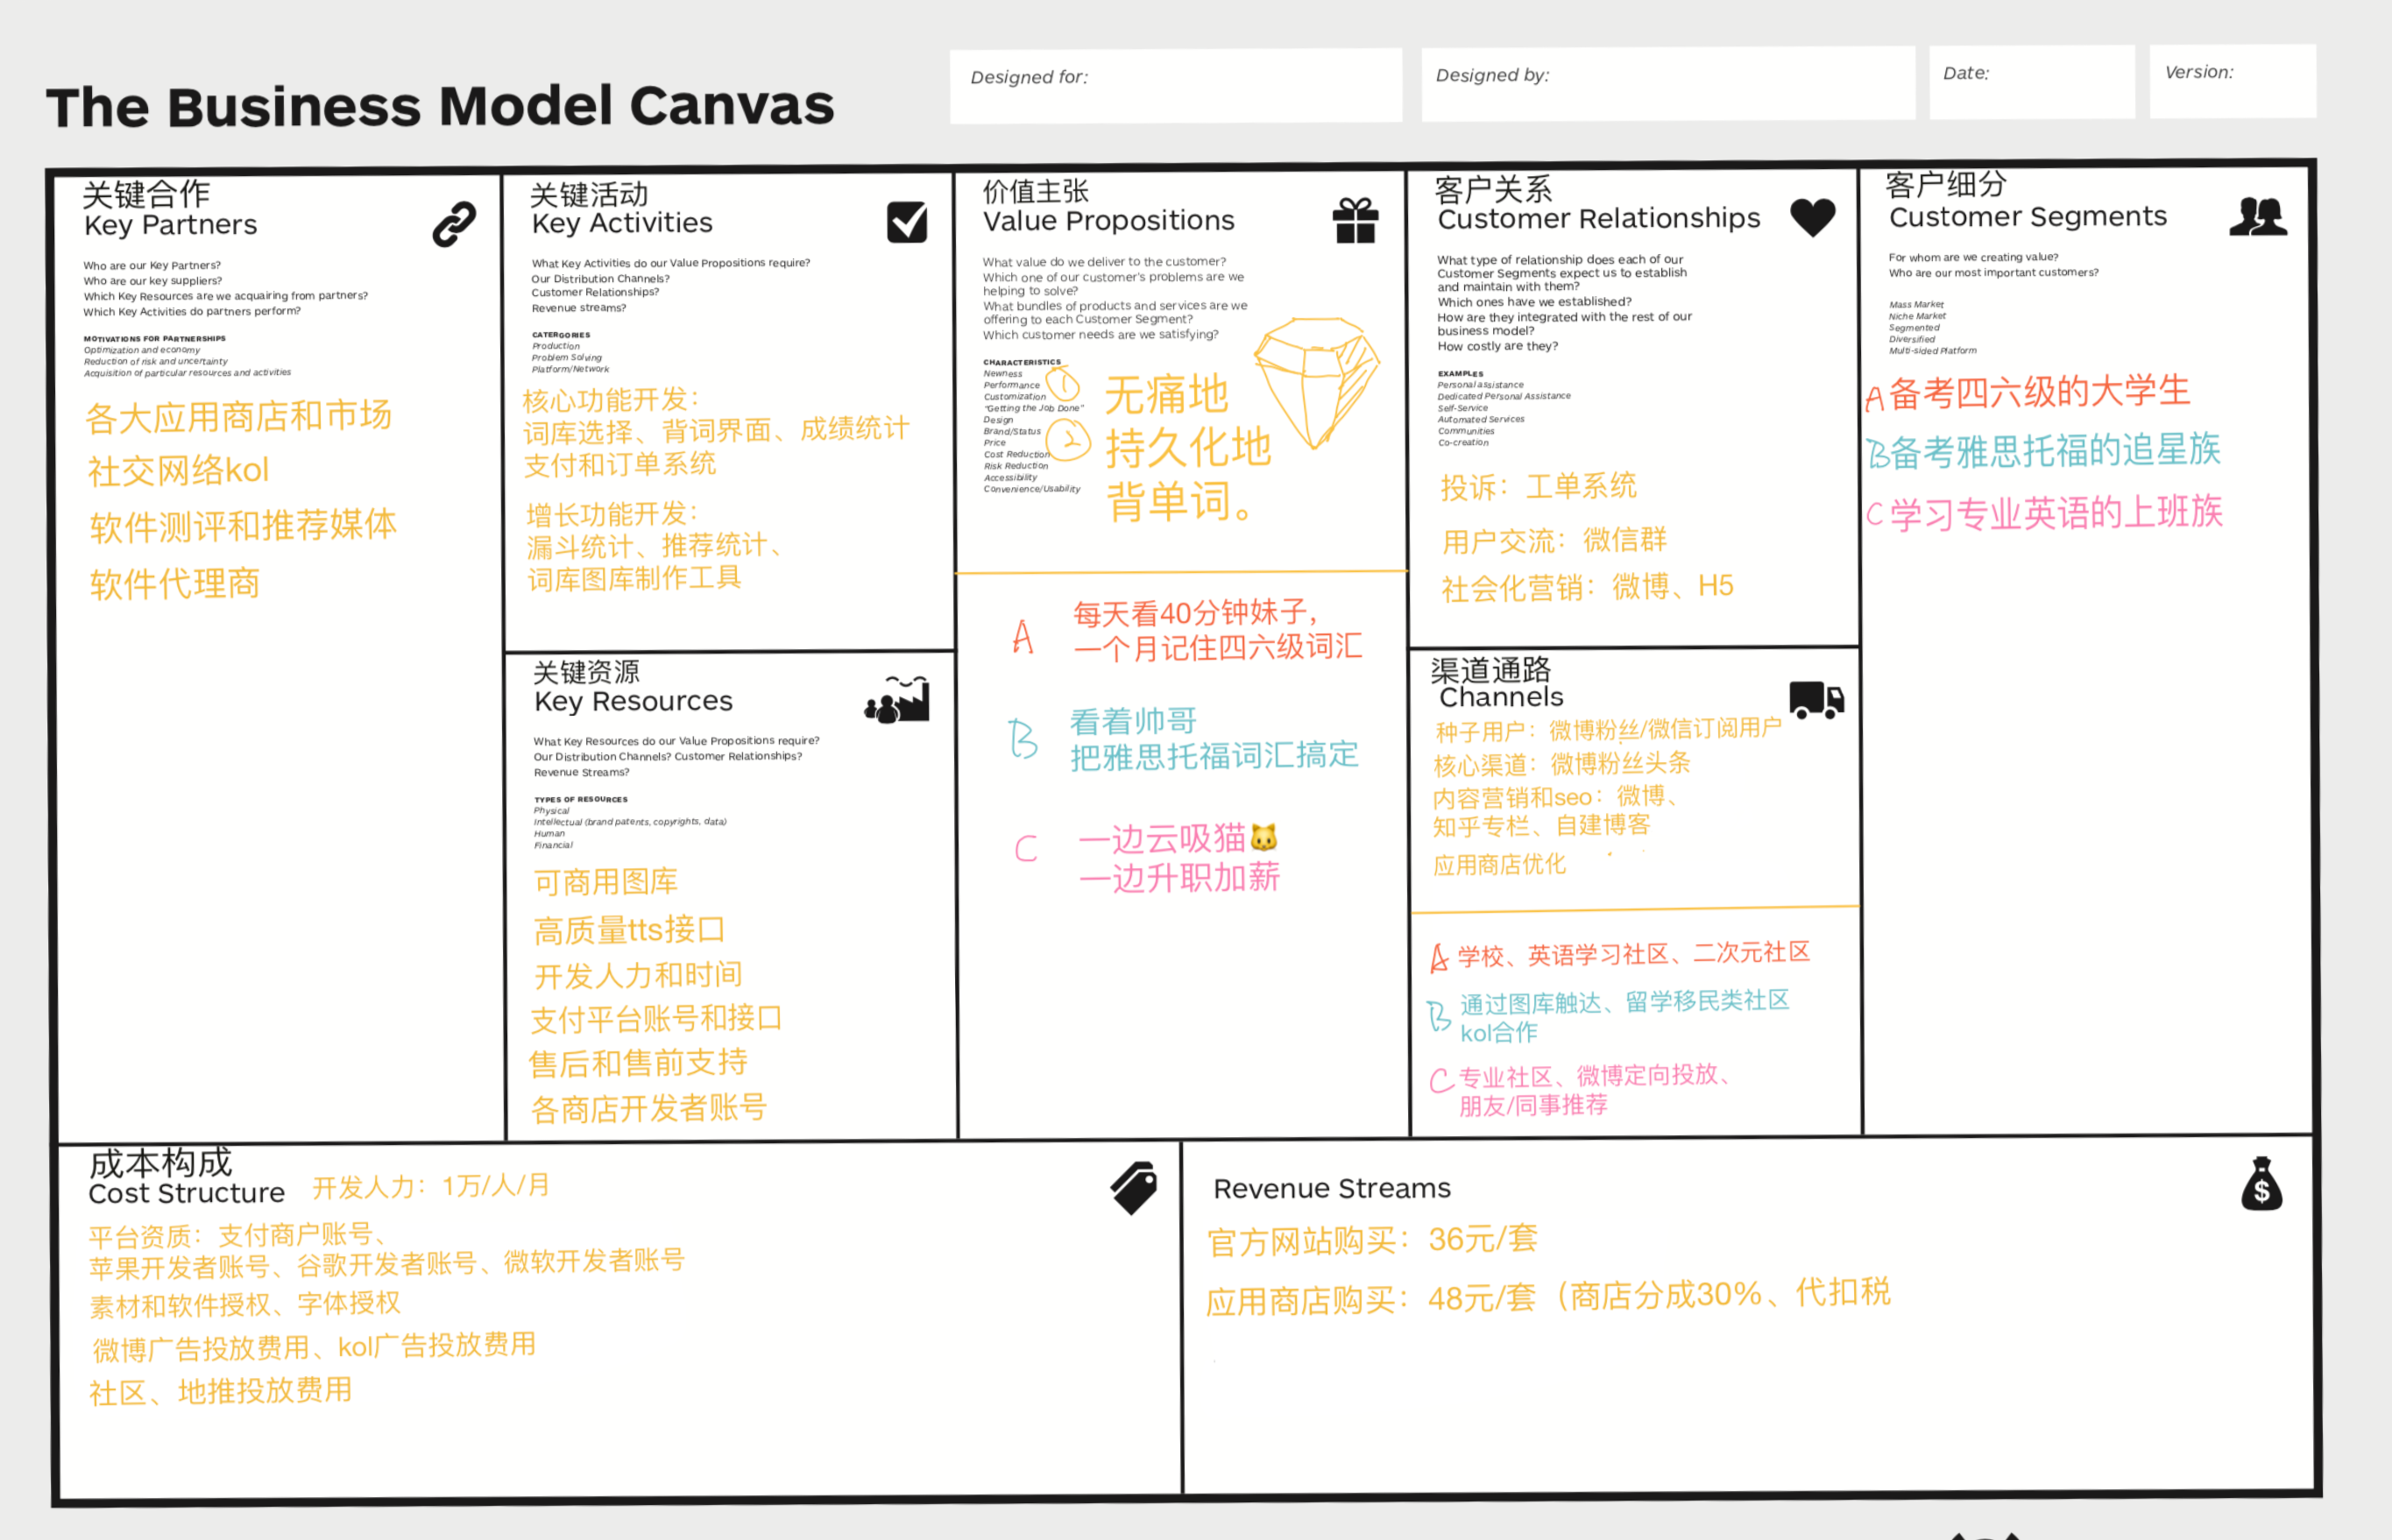 The Business Model Canvas
Designed for:
Designed by:
Date:
Version:
关键合作
Key Partners
Who are our Key Partners?
Who are our key suppliers?
Which Key Resources are we acquairing from partners?
Which Key Activities do partners perform?
MOTIVATIONS FOR PARTNERSHIPS
Optimization and economy
Reduction of risk and uncertainty
Acquisition of particular resources and activities
各大应用商店和市场
社交网络kol
软件测评和推荐媒体
软件代理商
关键活动
Key Activities
What Key Activities do our Value Propositions require?
Our Distribution Channels?
Customer Relationships?
Revenue streams?
CATERGORIES
Production
Problem Solving
Platform/Network
核心功能开发：
词库选择、背词界面、成绩统计
支付和订单系统
增长功能开发：
漏斗统计、推荐统计、
词库图库制作工具
关键资源
Key Resources
What Key Resources do our Value Propositions require?
Our Distribution Channels? Customer Relationships?
Revenue Streams?
TYPES OF RESOURCES
Physical
Intellectual (brand patents, copyrights, data)
Human
Financial
可商用图库
高质量tts接口
开发人力和时间
支付平台账号和接口
售后和售前支持
各商店开发者账号
价值主张
Value Propositions
What value do we deliver to the customer?
Which one of our customer's problems are we
helping to solve?
What bundles of products and services are we
offering to each Customer Segment?
Which customer needs are we satisfying?
CHARACTERISTICS
Newness
Performance
Customization
"Getting the Job Done"
Design
Brand/Status
Price
Cost Reduction
Risk Reduction
Accessibility
Convenience/Usability
1
2
无痛地
持久化地
背单词。
A
每天看40分钟妹子，
一个月记住四六级词汇
B
看着帅哥
把雅思托福词汇搞定
C
一边云吸猫🐱
一边升职加薪
客户关系
Customer Relationships
What type of relationship does each of our
Customer Segments expect us to establish
and maintain with them?
Which ones have we established?
How are they integrated with the rest of our
business model?
How costly are they?
EXAMPLES
Personal assistance
Dedicated Personal Assistance
Self-Service
Automated Services
Communities
Co-creation
投诉：工单系统
用户交流：微信群
社会化营销：微博、H5
渠道通路
Channels
种子用户：微博粉丝/微信订阅用户
核心渠道：微博粉丝头条
内容营销和seo：微博、
知乎专栏、自建博客
应用商店优化
A 学校、英语学习社区、二次元社区
B 通过图库触达、留学移民类社区
kol合作
C 专业社区、微博定向投放、
朋友/同事推荐
客户细分
Customer Segments
For whom are we creating value?
Who are our most important customers?
Mass Market
Niche Market
Segmented
Diversified
Multi-sided Platform
A 备考四六级的大学生
B 备考雅思托福的追星族
C 学习专业英语的上班族
成本构成
Cost Structure
开发人力：1万/人/月
平台资质：支付商户账号、
苹果开发者账号、谷歌开发者账号、微软开发者账号
素材和软件授权、字体授权
微博广告投放费用、kol广告投放费用
社区、地推投放费用
Revenue Streams
$
官方网站购买：36元/套
应用商店购买：48元/套（商店分成30%、代扣税